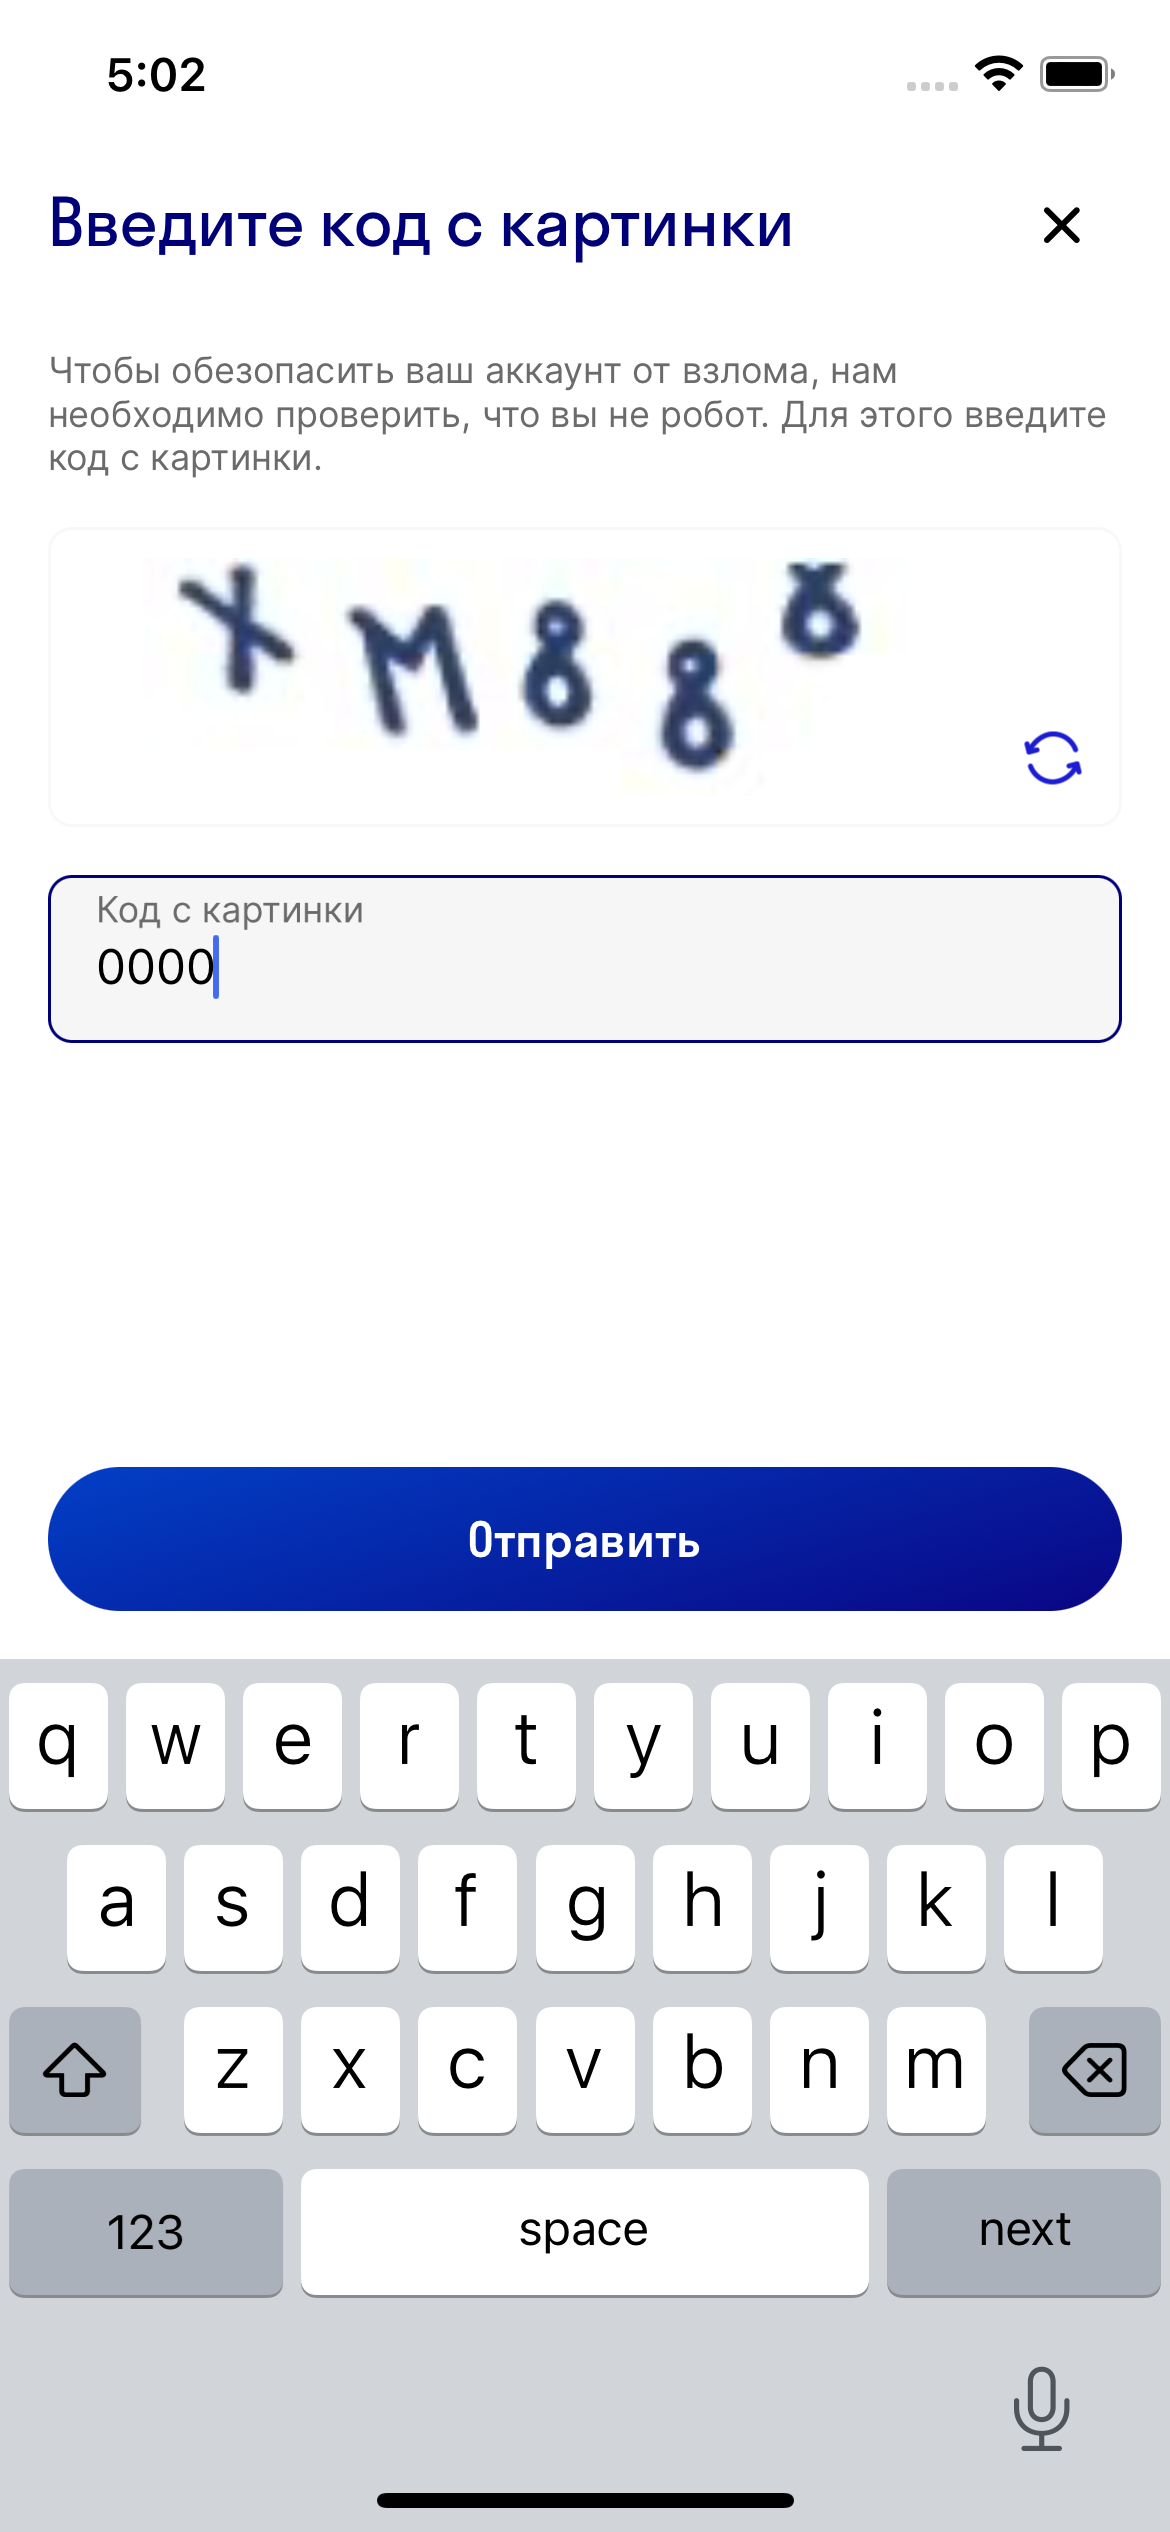 5:02
Введите код с картинки
Чтобы обезопасить ваш аккаунт от взлома, нам
необходимо проверить, что вы не робот. Для этого введите
код с картинки.
XM888
Код с картинки
0000
Отправить
q w e r t y u i o p
a s d f g h j k l
z x c v b n m
123 space next